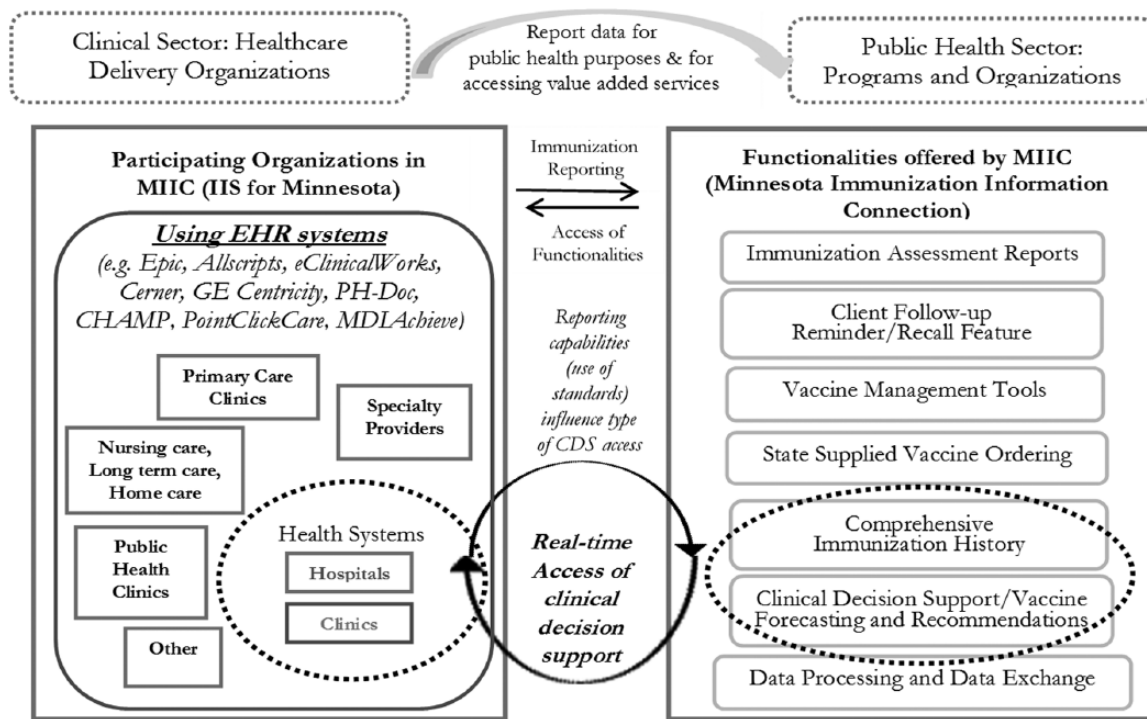 Clinical Sector: Healthcare
Delivery Organizations
Report data for
public health purposes & for
accessing value added services
Public Health Sector:
Programs and Organizations
Participating Organizations in
MIIC (IIS for Minnesota)
Using EHR systems
(e.g. Epic, Allscripts, eClinicalWorks,
Cerner, GE Centricity, PH-Doc,
CHAMP, PointClickCare, MDIAchieve)
Primary Care
Clinics
Specialty
Providers
Nursing care,
Long term care,
Home care
Public
Health
Clinics
Other
Health Systems
Hospitals
Clinics
Immunization
Reporting
Access of
Functionalities
Reporting
capabilities
(use of
standards)
influence type
of CDS access
Real-time
Access of
clinical
decision
support
Functionalities offered by MIIC
(Minnesota Immunization Information
Connection)
Immunization Assessment Reports
Client Follow-up
Reminder/Recall Feature
Vaccine Management Tools
State Supplied Vaccine Ordering
Comprehensive
Immunization History
Clinical Decision Support/Vaccine
Forecasting and Recommendations
Data Processing and Data Exchange